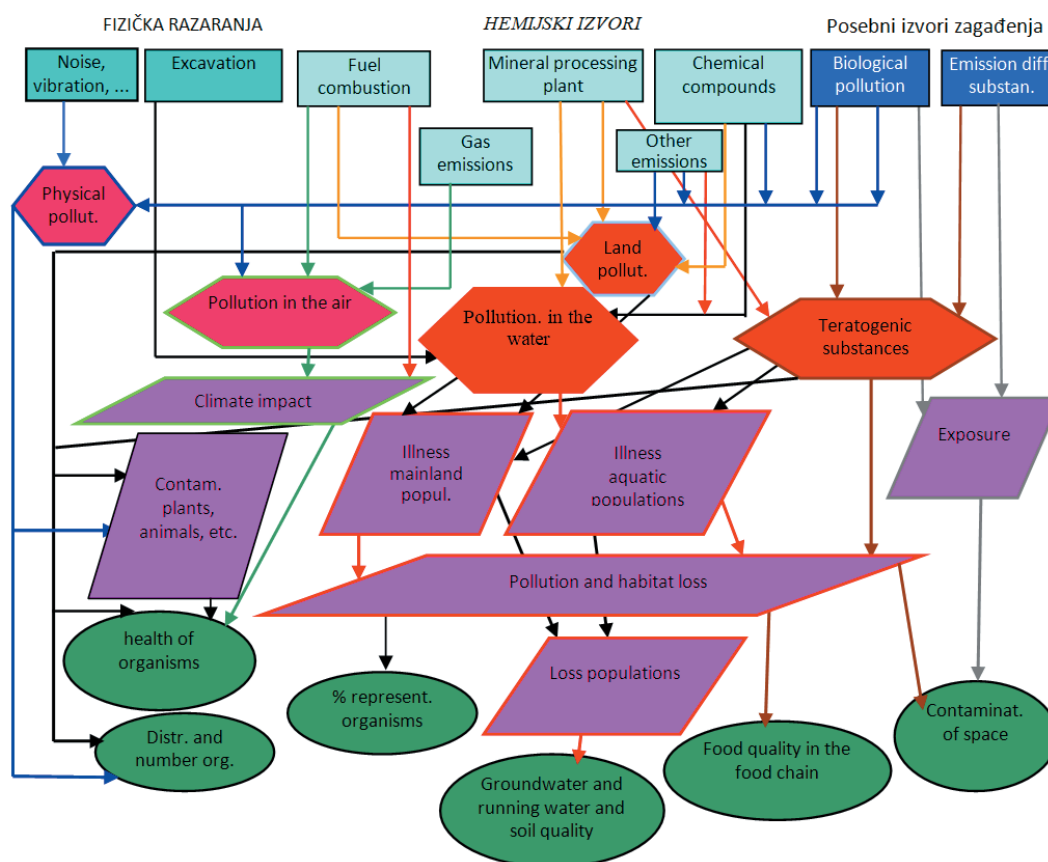 FIZIČKA RAZARANJA
HEMIJSKI IZVORI
Posebni izvori zagađenja
Noise,
vibration, ...
Excavation
Fuel
combustion
Mineral processing
plant
Chemical
compounds
Biological
pollution
Emission diff.
substan.
Gas
emissions
Other
emissions
Physical
pollut.
Land
pollut.
Pollution in the air
Pollution. in the
water
Teratogenic
substances
Climate impact
Illness
mainland
popul.
Illness
aquatic
populations
Exposure
Contam.
plants,
animals, etc.
Pollution and habitat loss
health of
organisms
% represent.
organisms
Loss populations
Contaminat.
of space
Distr. and
number org.
Food quality in the
food chain
Groundwater and
running water and
soil quality